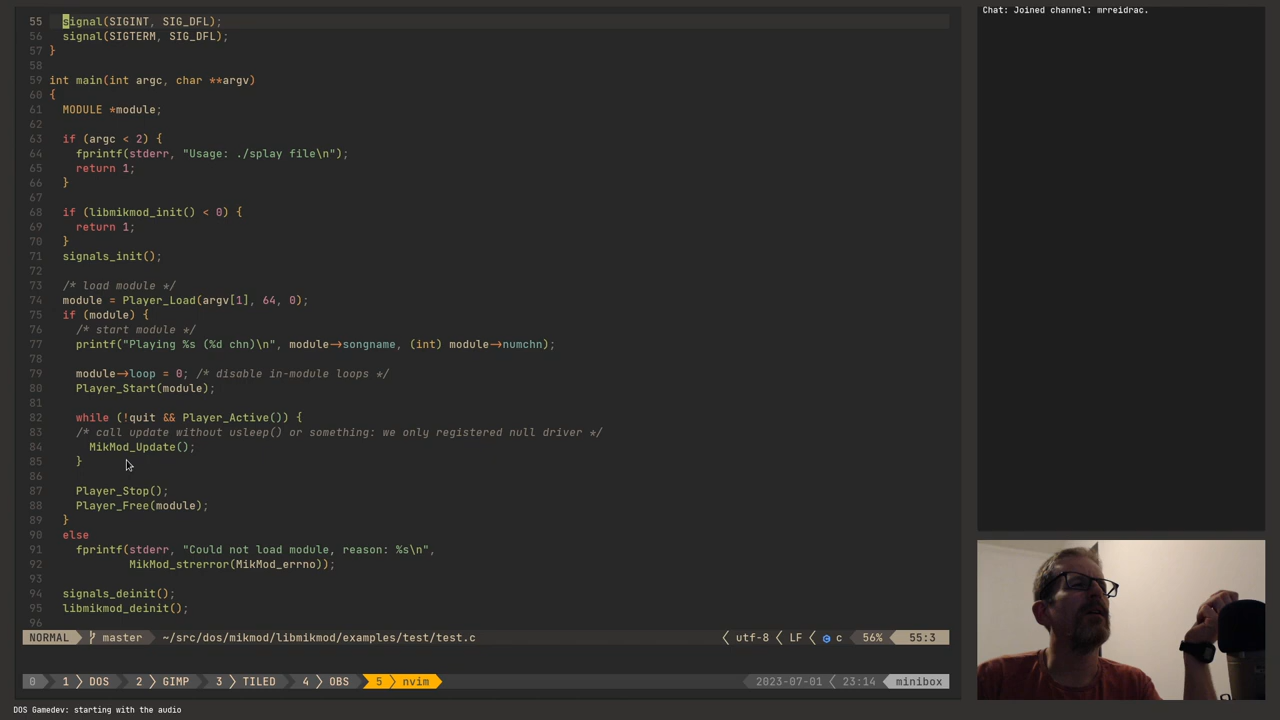 55 signal(SIGINT, SIG_DFL);
56 signal(SIGTERM, SIG_DFL);
57 }
58
59 int main(int argc, char **argv)
60 {
61 MODULE *module;
62
63 if (argc < 2) {
64 fprintf(stderr, "Usage: ./splay file\n");
65 return 1;
66 }
67
68 if (libmikmod_init() < 0) {
69 return 1;
70 }
71 signals_init();
72
73 /* load module */
74 module = Player_Load(argv[1], 64, 0);
75 if (module) {
76 /* start module */
77 printf("Playing %s (%d chn)\n", module→songname, (int) module→numchn);
78
79 module→loop = 0; /* disable in-module loops */
80 Player_Start(module);
81
82 while (!quit && Player_Active()) {
83 /* call update without usleep() or something: we only registered null driver */
84 MikMod_Update();
85 }
86
87 Player_Stop();
88 Player_Free(module);
89 }
90 else
91 fprintf(stderr, "Could not load module, reason: %s\n",
92 MikMod_strerror(MikMod_errno));
93
94 signals_deinit();
95 libmikmod_deinit();
96
NORMAL master ~/src/dos/mikmod/libmikmod/examples/test/test.c utf-8 LF c 56% 55:3
0 1 DOS 2 GIMP 3 TILED 4 OBS 5 nvim 2023-07-01 23:14 minibox
DOS Gamedev: starting with the audio
Chat: Joined channel: mrreidrac.